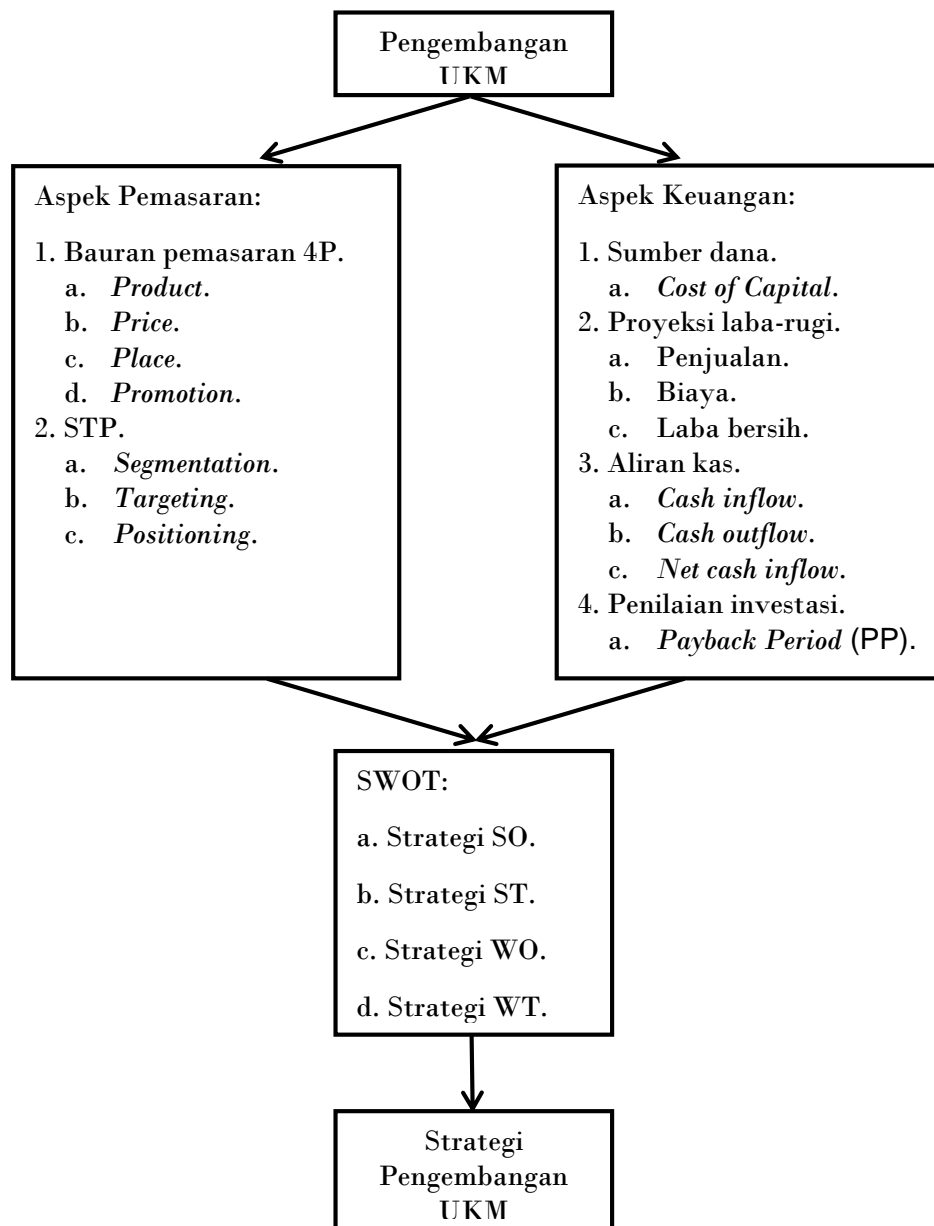 Pengembangan
UKM
Aspek Pemasaran:
1. Bauran pemasaran 4P.
a. Product.
b. Price.
c. Place.
d. Promotion.
2. STP.
a. Segmentation.
b. Targeting.
c. Positioning.
Aspek Keuangan:
1. Sumber dana.
a. Cost of Capital.
2. Proyeksi laba-rugi.
a. Penjualan.
b. Biaya.
c. Laba bersih.
3. Aliran kas.
a. Cash inflow.
b. Cash outflow.
c. Net cash inflow.
4. Penilaian investasi.
a. Payback Period (PP).
SWOT:
a. Strategi SO.
b. Strategi ST.
c. Strategi WO.
d. Strategi WT.
Strategi
Pengembangan
UKM